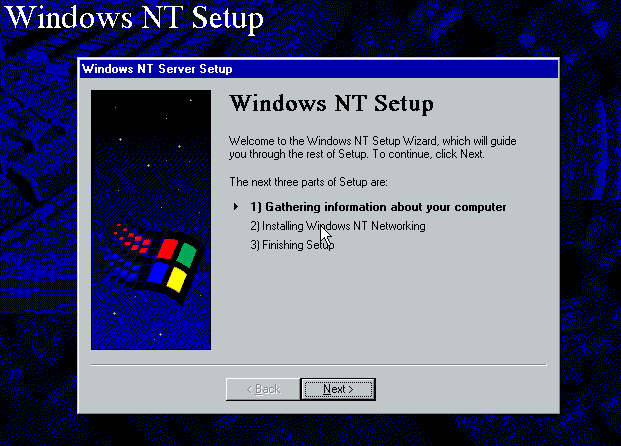 Windows NT Setup
Windows NT Server Setup
Windows NT Setup
Welcome to the Windows NT Setup Wizard, which will guide
you through the rest of Setup. To continue, click Next.
The next three parts of Setup are:
1) Gathering information about your computer
2) Installing Windows NT Networking
3) Finishing Setup
< Back
Next >